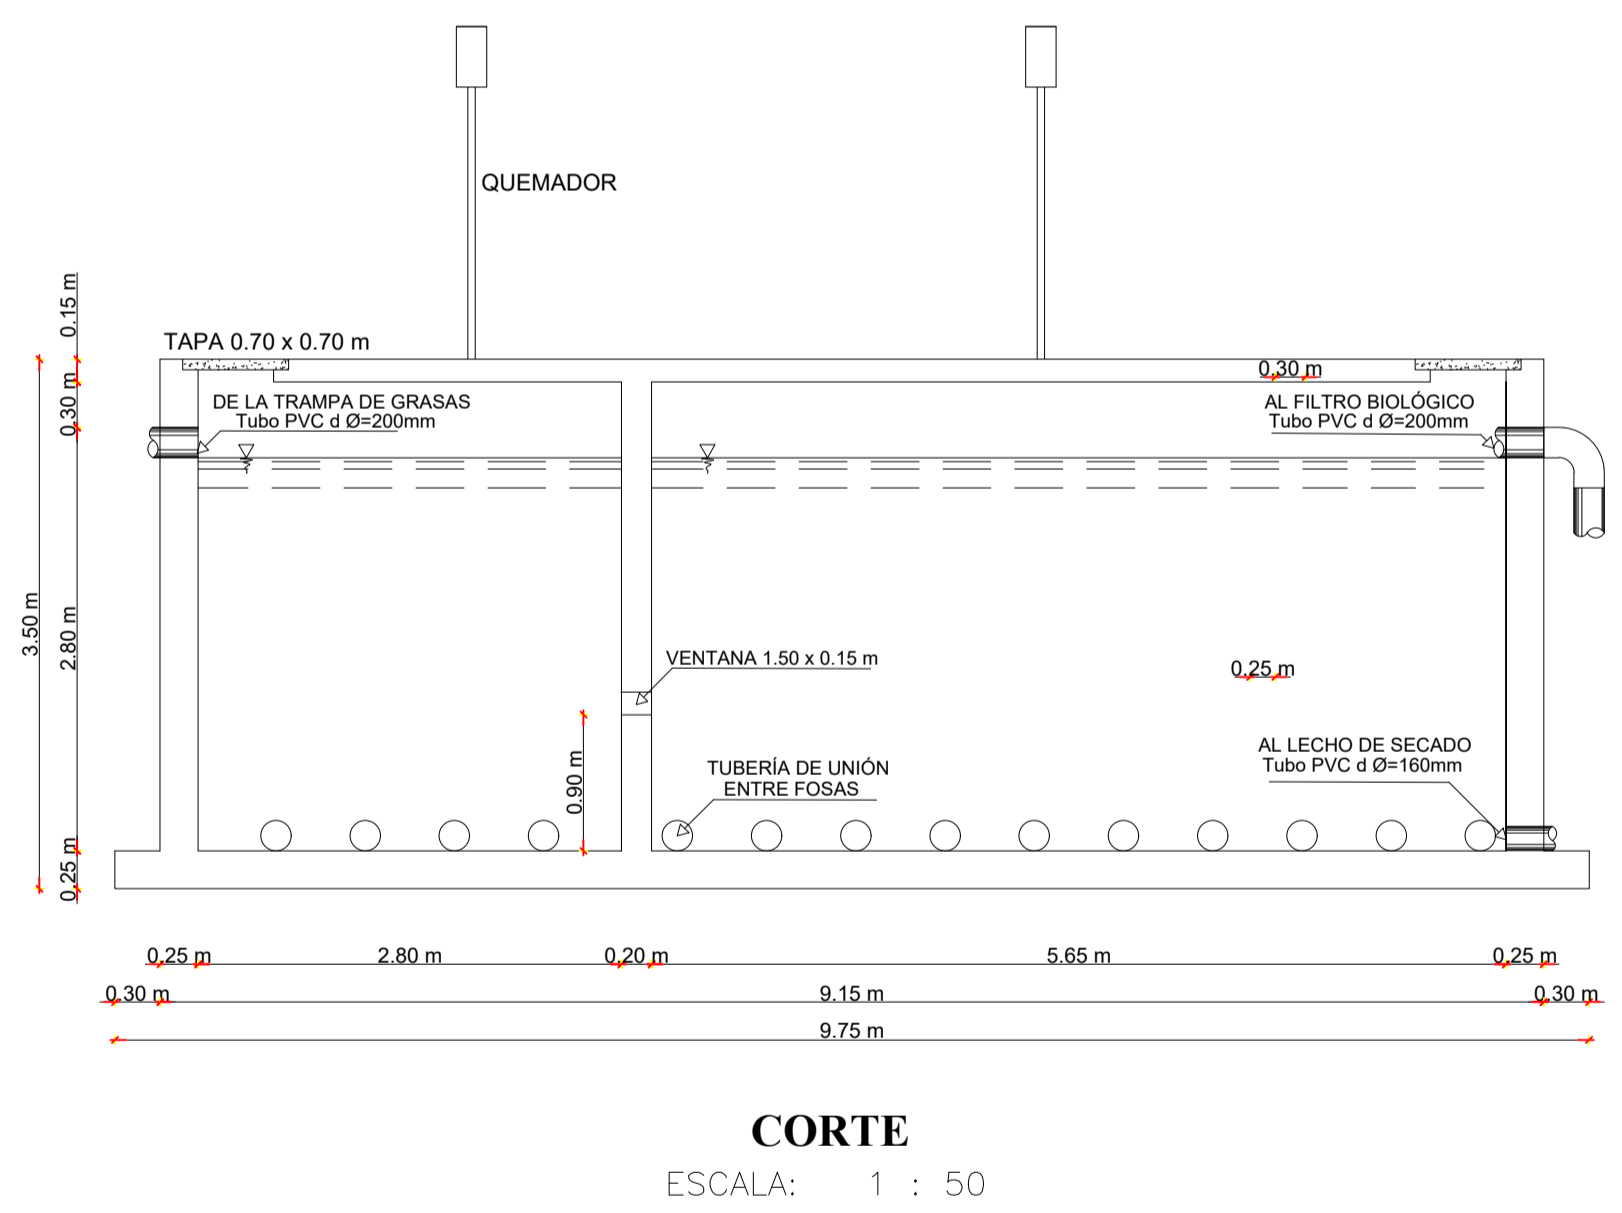 QUEMADOR
0.15 m
TAPA 0.70 x 0.70 m
0.30 m
0.30 m
DE LA TRAMPA DE GRASAS
Tubo PVC d Ø=200mm
AL FILTRO BIOLÓGICO
Tubo PVC d Ø=200mm
3.50 m
2.80 m
VENTANA 1.50 x 0.15 m
0.25 m
0.90 m
TUBERÍA DE UNIÓN
ENTRE FOSAS
AL LECHO DE SECADO
Tubo PVC d Ø=160mm
0.25 m
0.25 m
2.80 m
0.20 m
5.65 m
0.25 m
0.30 m
9.15 m
0.30 m
9.75 m
CORTE
ESCALA: 1 : 50